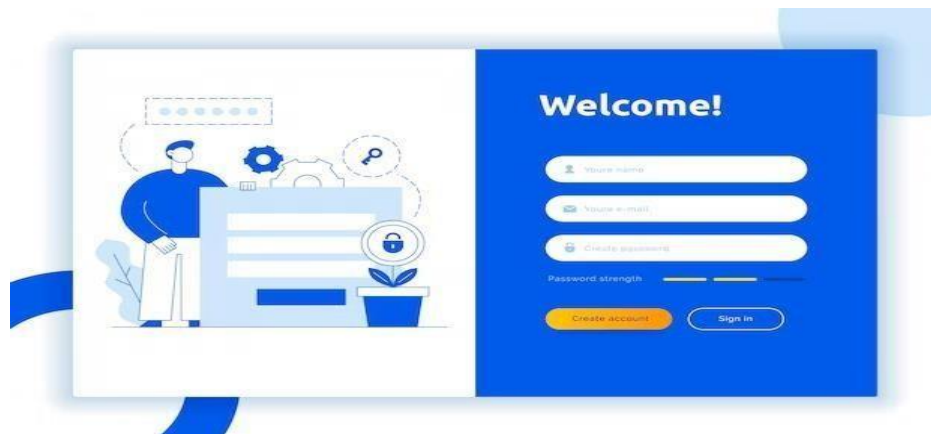 Welcome!
Youre name
Youre e-mail
Create password
Password strength
Create account
Sign in